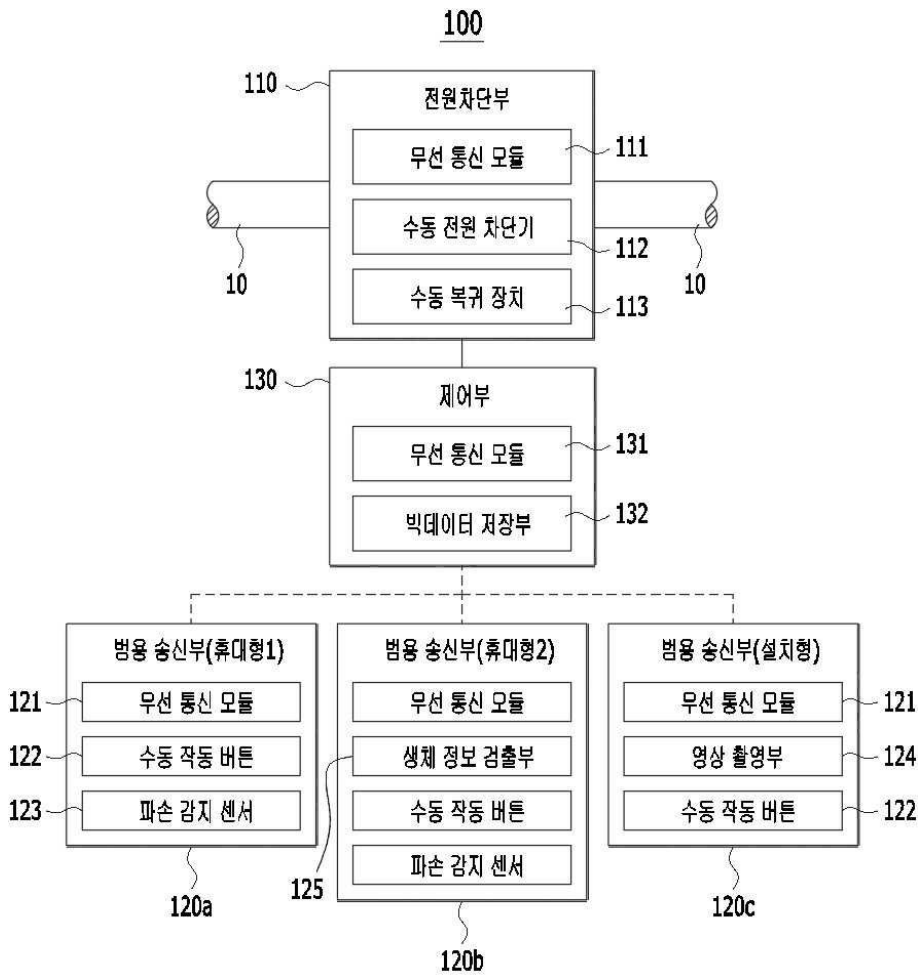 100
110
전원차단부
무선 통신 모듈
111
수동 전원 차단기
112
10
10
수동 복귀 장치
113
130
제어부
무선 통신 모듈
131
빅데이터 저장부
132
범용 송신부(휴대형1)
범용 송신부(휴대형2)
범용 송신부(설치형)
121
무선 통신 모듈
무선 통신 모듈
무선 통신 모듈
121
122
수동 작동 버튼
생체 정보 검출부
영상 촬영부
124
123
파손 감지 센서
수동 작동 버튼
수동 작동 버튼
122
125
파손 감지 센서
120a
120b
120c